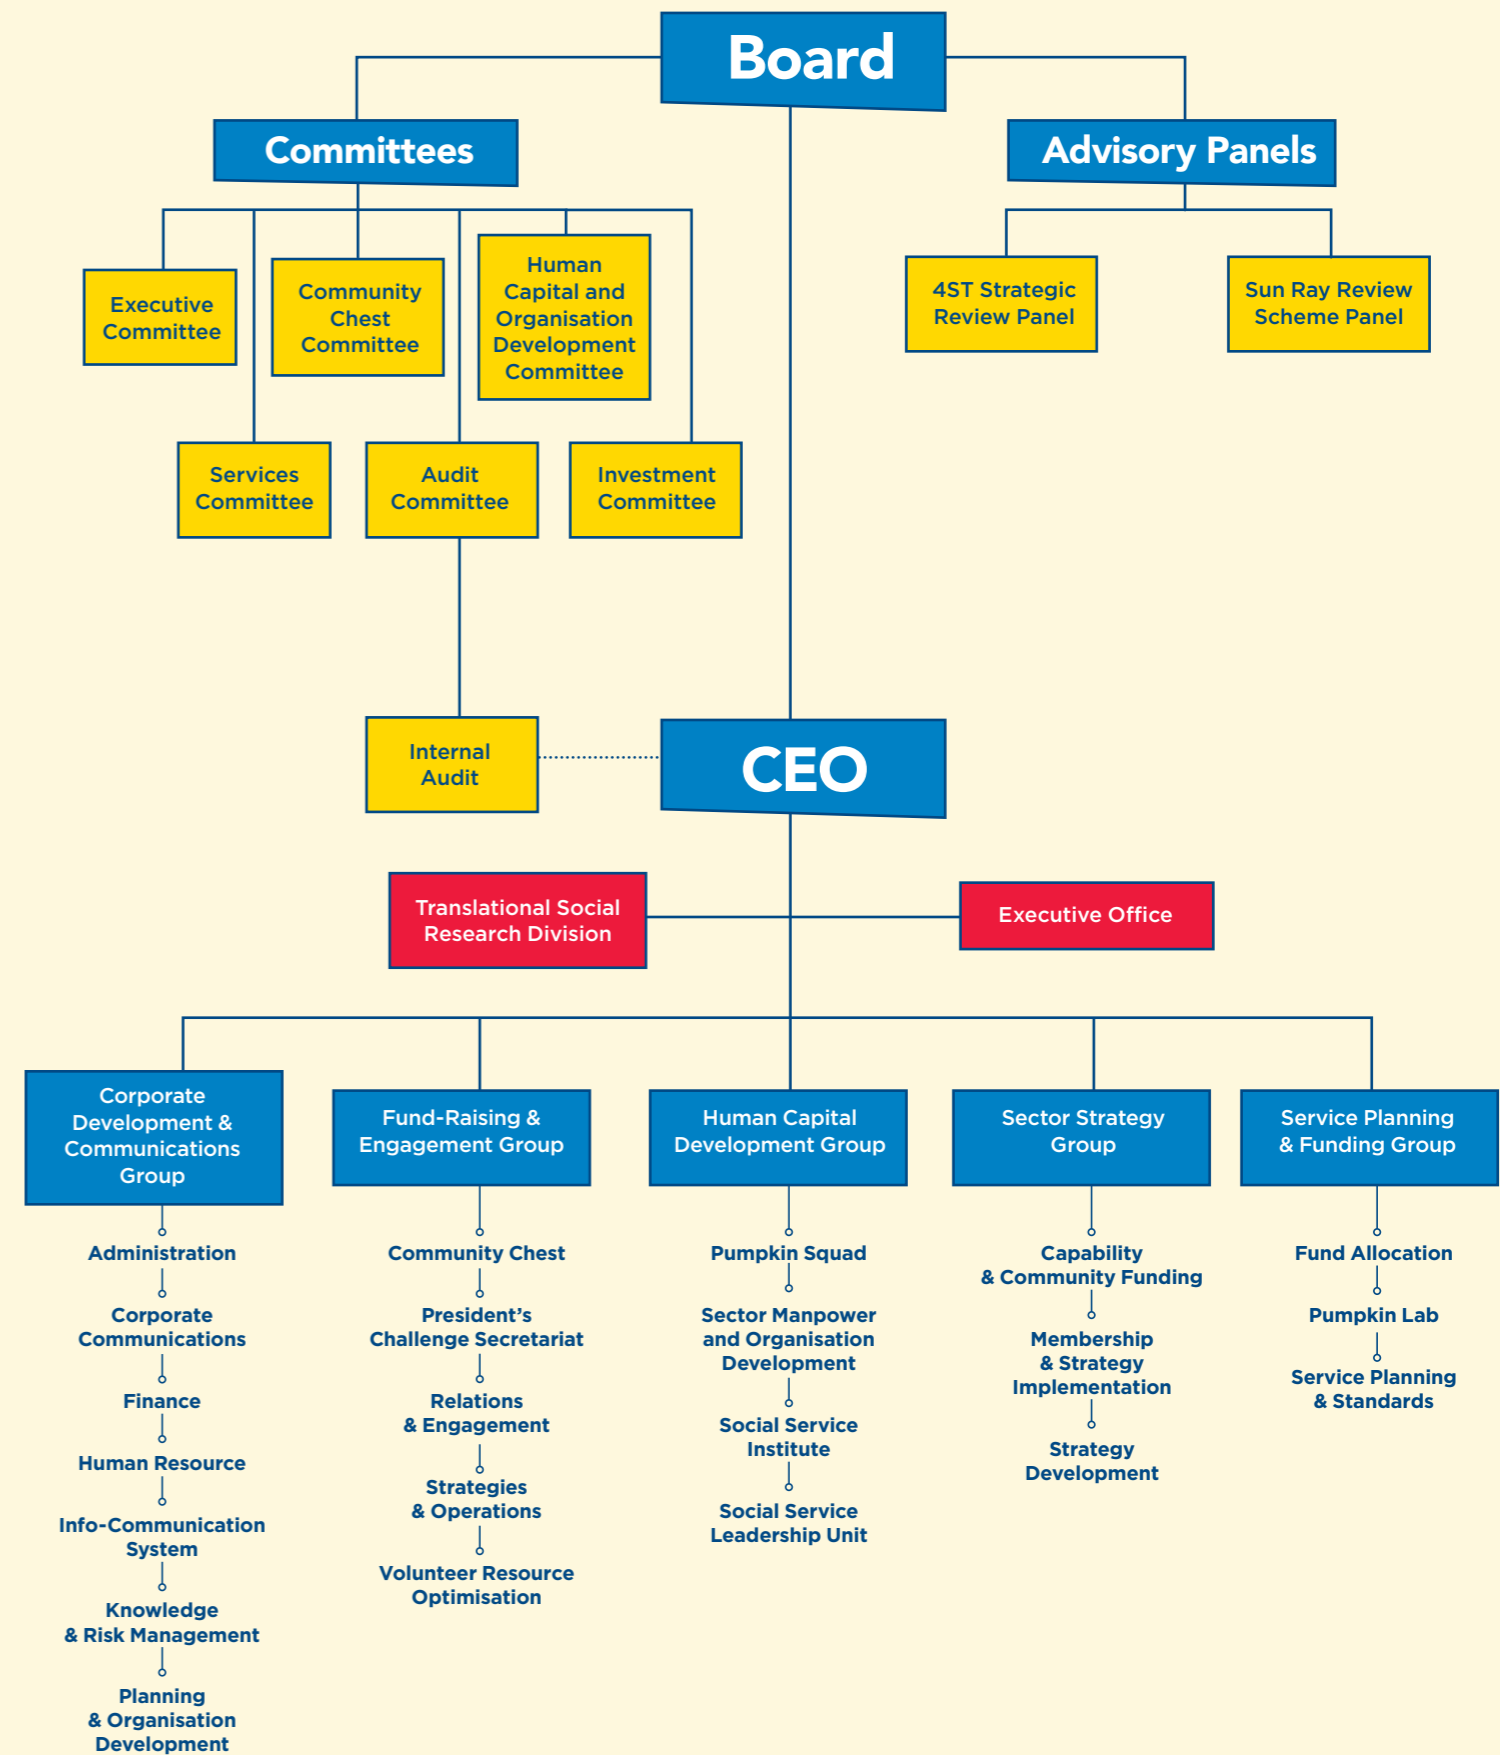 Board
Committees
Advisory Panels
Executive
Committee
Community
Chest
Committee
Human
Capital and
Organisation
Development
Committee
4ST Strategic
Review Panel
Sun Ray Review
Scheme Panel
Services
Committee
Audit
Committee
Investment
Committee
Internal
Audit
CEO
Translational Social
Research Division
Executive Office
Corporate
Development &
Communications
Group
Fund-Raising &
Engagement Group
Human Capital
Development Group
Sector Strategy
Group
Service Planning
& Funding Group
Administration
Corporate
Communications
Finance
Human Resource
Info-Communication
System
Knowledge
& Risk Management
Planning
& Organisation
Development
Community Chest
President's
Challenge Secretariat
Relations
& Engagement
Strategies
& Operations
Volunteer Resource
Optimisation
Pumpkin Squad
Sector Manpower
and Organisation
Development
Social Service
Institute
Social Service
Leadership Unit
Capability
& Community Funding
Membership
& Strategy
Implementation
Strategy
Development
Fund Allocation
Pumpkin Lab
Service Planning
& Standards